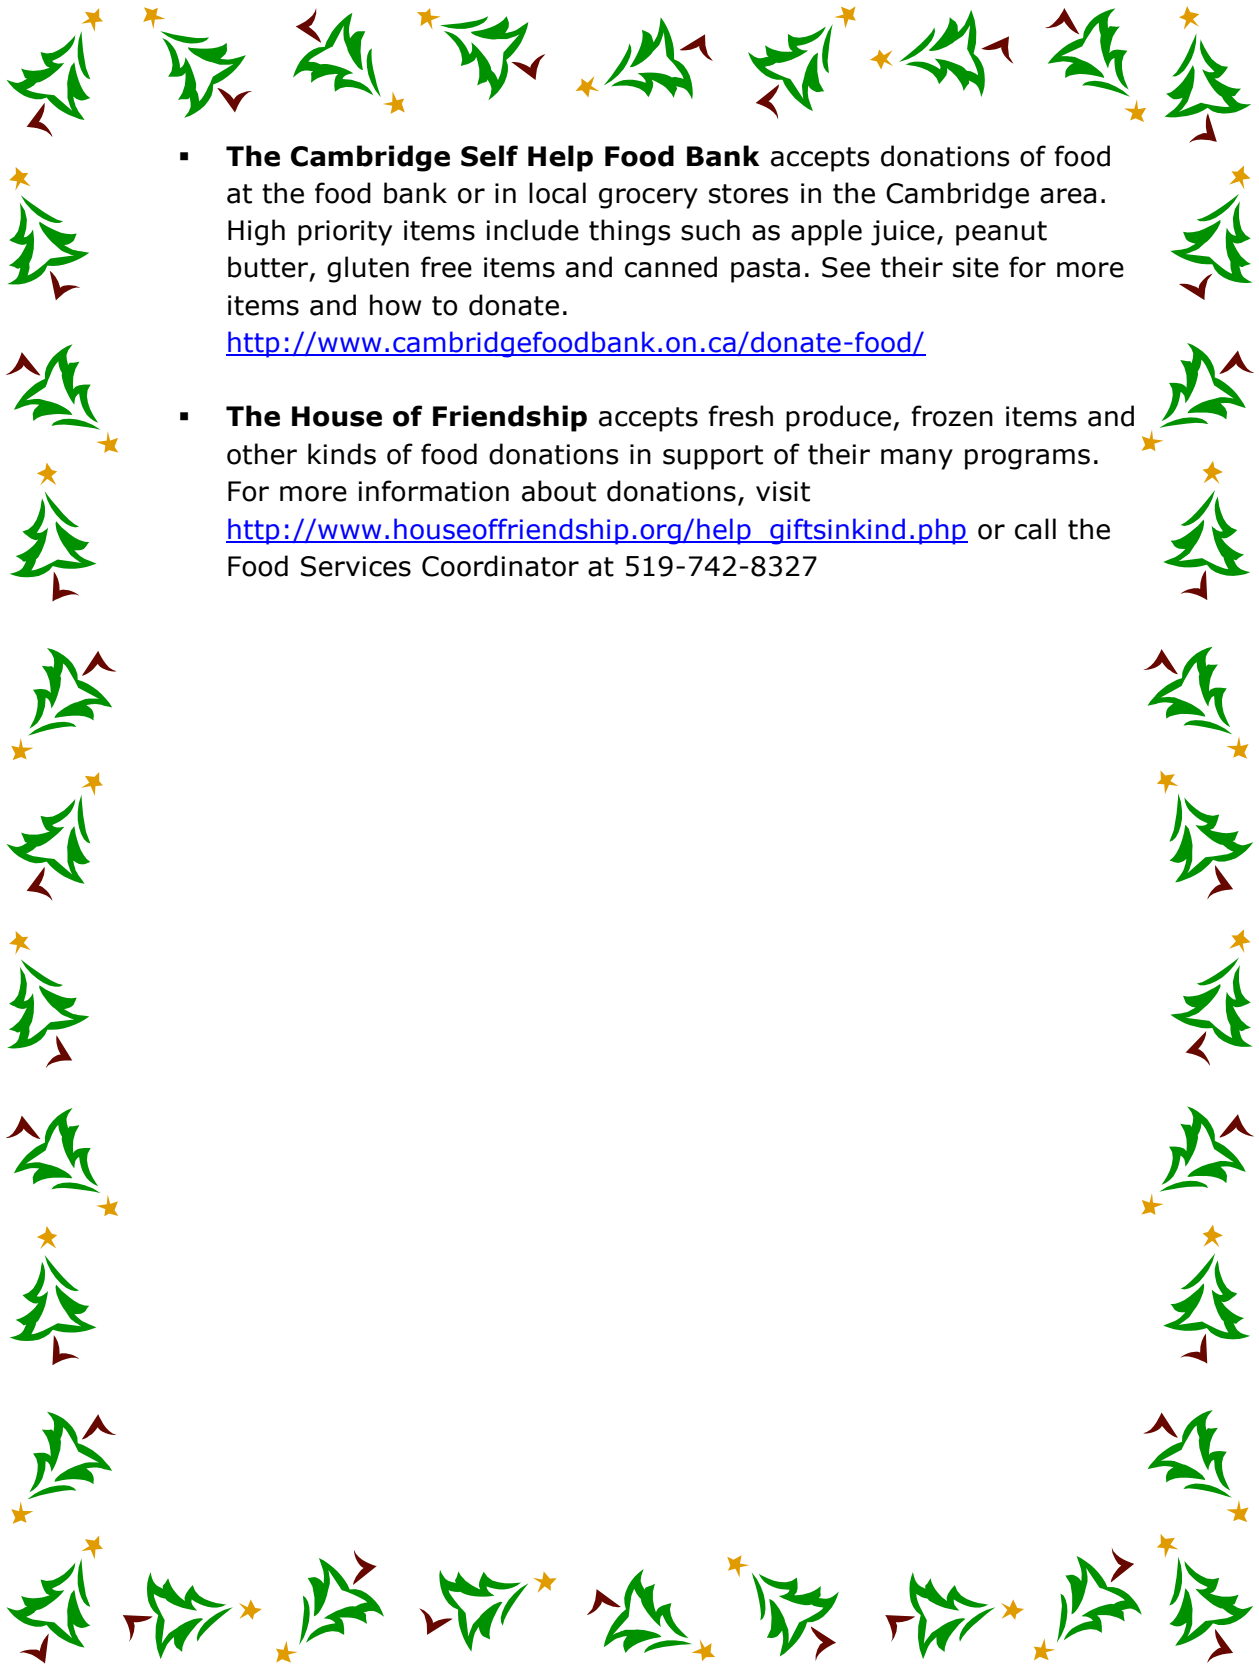 ▪ The Cambridge Self Help Food Bank accepts donations of food
at the food bank or in local grocery stores in the Cambridge area.
High priority items include things such as apple juice, peanut
butter, gluten free items and canned pasta. See their site for more
items and how to donate.
http://www.cambridgefoodbank.on.ca/donate-food/
▪ The House of Friendship accepts fresh produce, frozen items and
other kinds of food donations in support of their many programs.
For more information about donations, visit
http://www.houseoffriendship.org/help_giftsinkind.php or call the
Food Services Coordinator at 519-742-8327